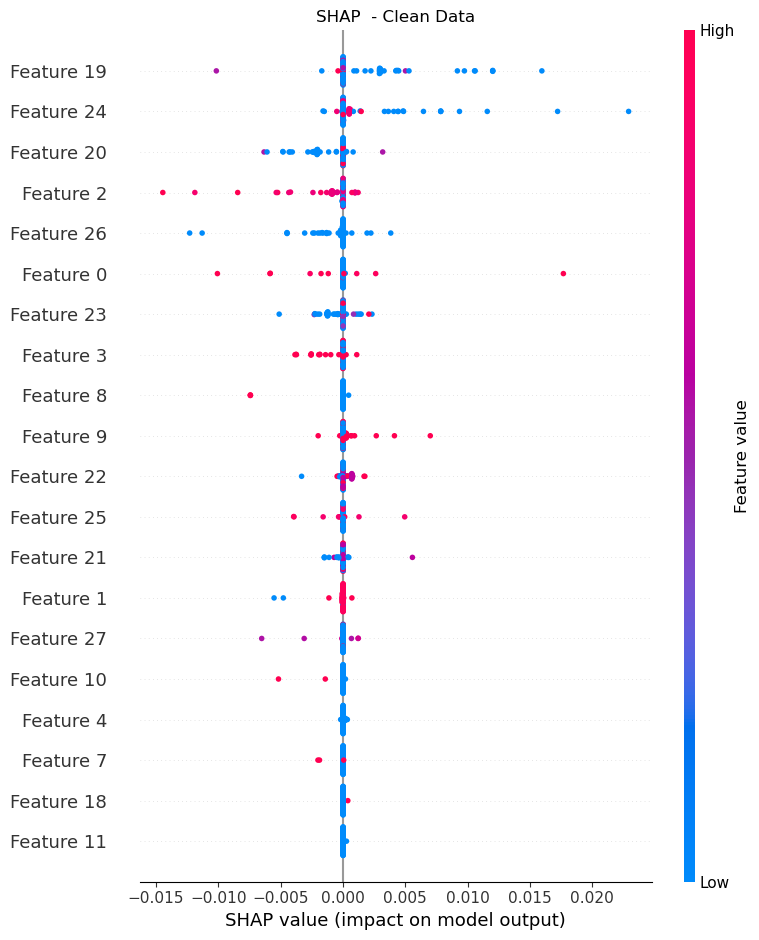 SHAP  - Clean Data
High
Feature 19
Feature 24
Feature 20
Feature 2
Feature 26
Feature 0
Feature 23
Feature 3
Feature 8
Feature 9
Feature 22
Feature 25
Feature 21
Feature 1
Feature 27
Feature 10
Feature 4
Feature 7
Feature 18
Feature 11
Feature value
Low
−0.015 −0.010 −0.005 0.000 0.005 0.010 0.015 0.020
SHAP value (impact on model output)